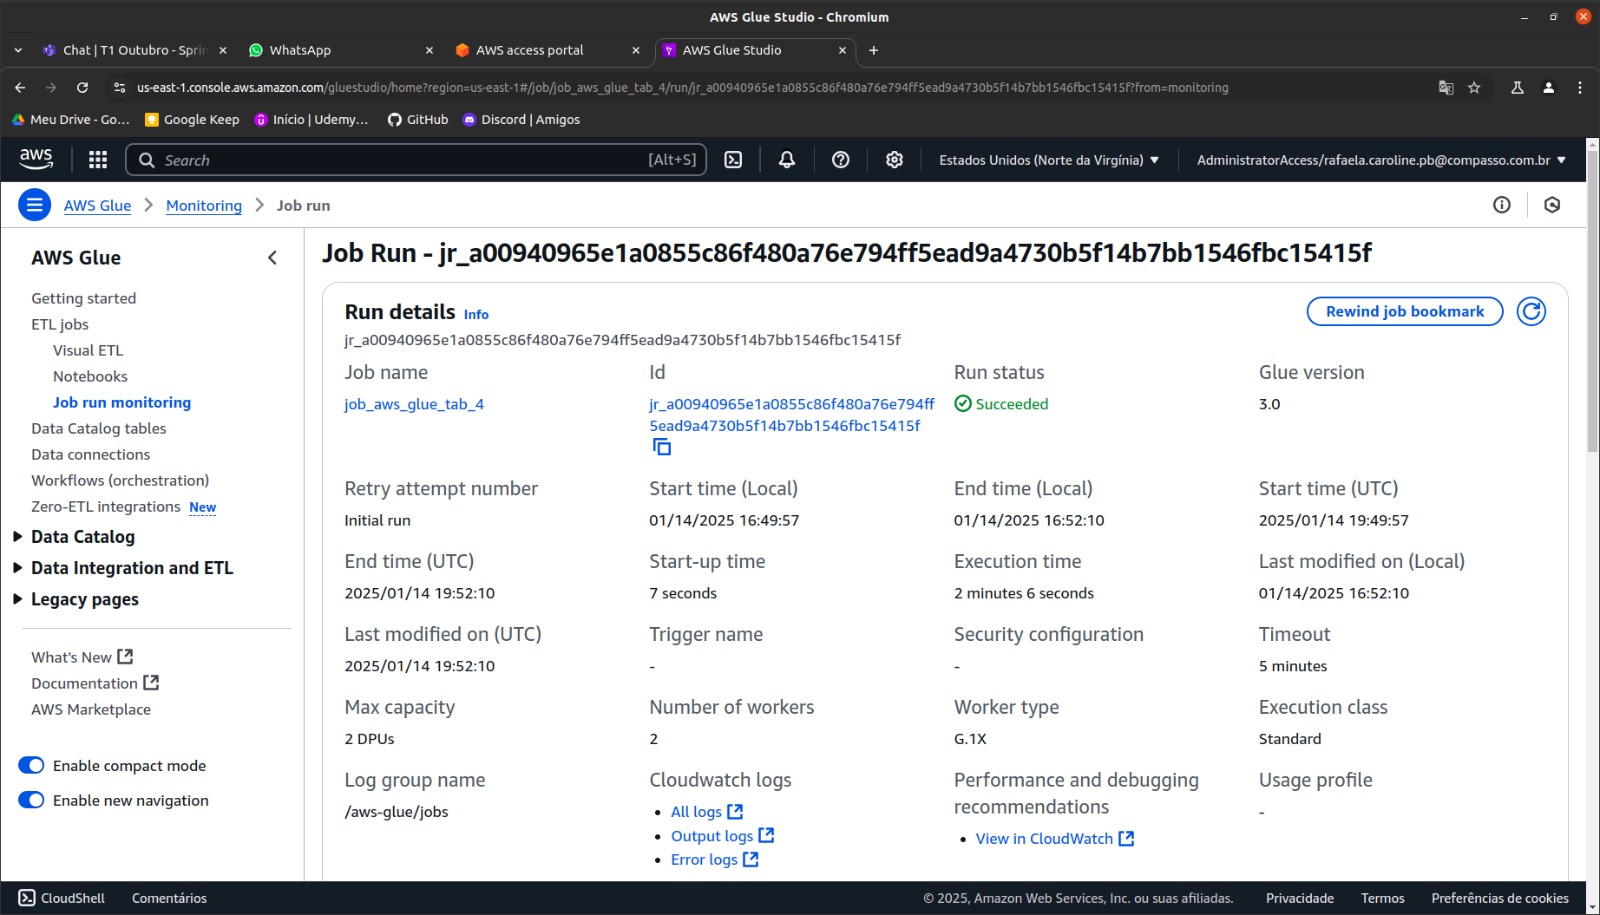 AWS Glue Studio - Chromium
Chat | T1 Outubro - Sprin
WhatsApp
AWS access portal
AWS Glue Studio
us-east-1.console.aws.amazon.com/gluestudio/home?region=us-east-1#/job/job_aws_glue_tab_4/run/jr_a00940965e1a0855c86f480a76e794ff5ead9a4730b5f14b7bb1546fbc15415f?from=monitoring
Meu Drive - Go...
Google Keep
Início | Udemy...
GitHub
Discord | Amigos
aws
Search [Alt+S]
Estados Unidos (Norte da Virgínia)
AdministratorAccess/rafaela.caroline.pb@compasso.com.br
AWS Glue
Monitoring
Job run
AWS Glue
Getting started
ETL jobs
Visual ETL
Notebooks
Job run monitoring
Data Catalog tables
Data connections
Workflows (orchestration)
Zero-ETL integrations New
Data Catalog
Data Integration and ETL
Legacy pages
What's New
Documentation
AWS Marketplace
Enable compact mode
Enable new navigation
Job Run - jr_a00940965e1a0855c86f480a76e794ff5ead9a4730b5f14b7bb1546fbc15415f
Run details Info
Rewind job bookmark
jr_a00940965e1a0855c86f480a76e794ff5ead9a4730b5f14b7bb1546fbc15415f
Job name
job_aws_glue_tab_4
Id
jr_a00940965e1a0855c86f480a76e794ff
5ead9a4730b5f14b7bb1546fbc15415f
Run status
Succeeded
Glue version
3.0
Retry attempt number
Initial run
Start time (Local)
01/14/2025 16:49:57
End time (Local)
01/14/2025 16:52:10
Start time (UTC)
2025/01/14 19:49:57
End time (UTC)
2025/01/14 19:52:10
Start-up time
7 seconds
Execution time
2 minutes 6 seconds
Last modified on (Local)
01/14/2025 16:52:10
Last modified on (UTC)
2025/01/14 19:52:10
Trigger name
-
Security configuration
-
Timeout
5 minutes
Max capacity
2 DPUs
Number of workers
2
Worker type
G.1X
Execution class
Standard
Log group name
/aws-glue/jobs
Cloudwatch logs
• All logs
• Output logs
• Error logs
Performance and debugging
recommendations
• View in CloudWatch
Usage profile
-
CloudShell
Comentários
© 2025, Amazon Web Services, Inc. ou suas afiliadas.
Privacidade
Termos
Preferências de cookies